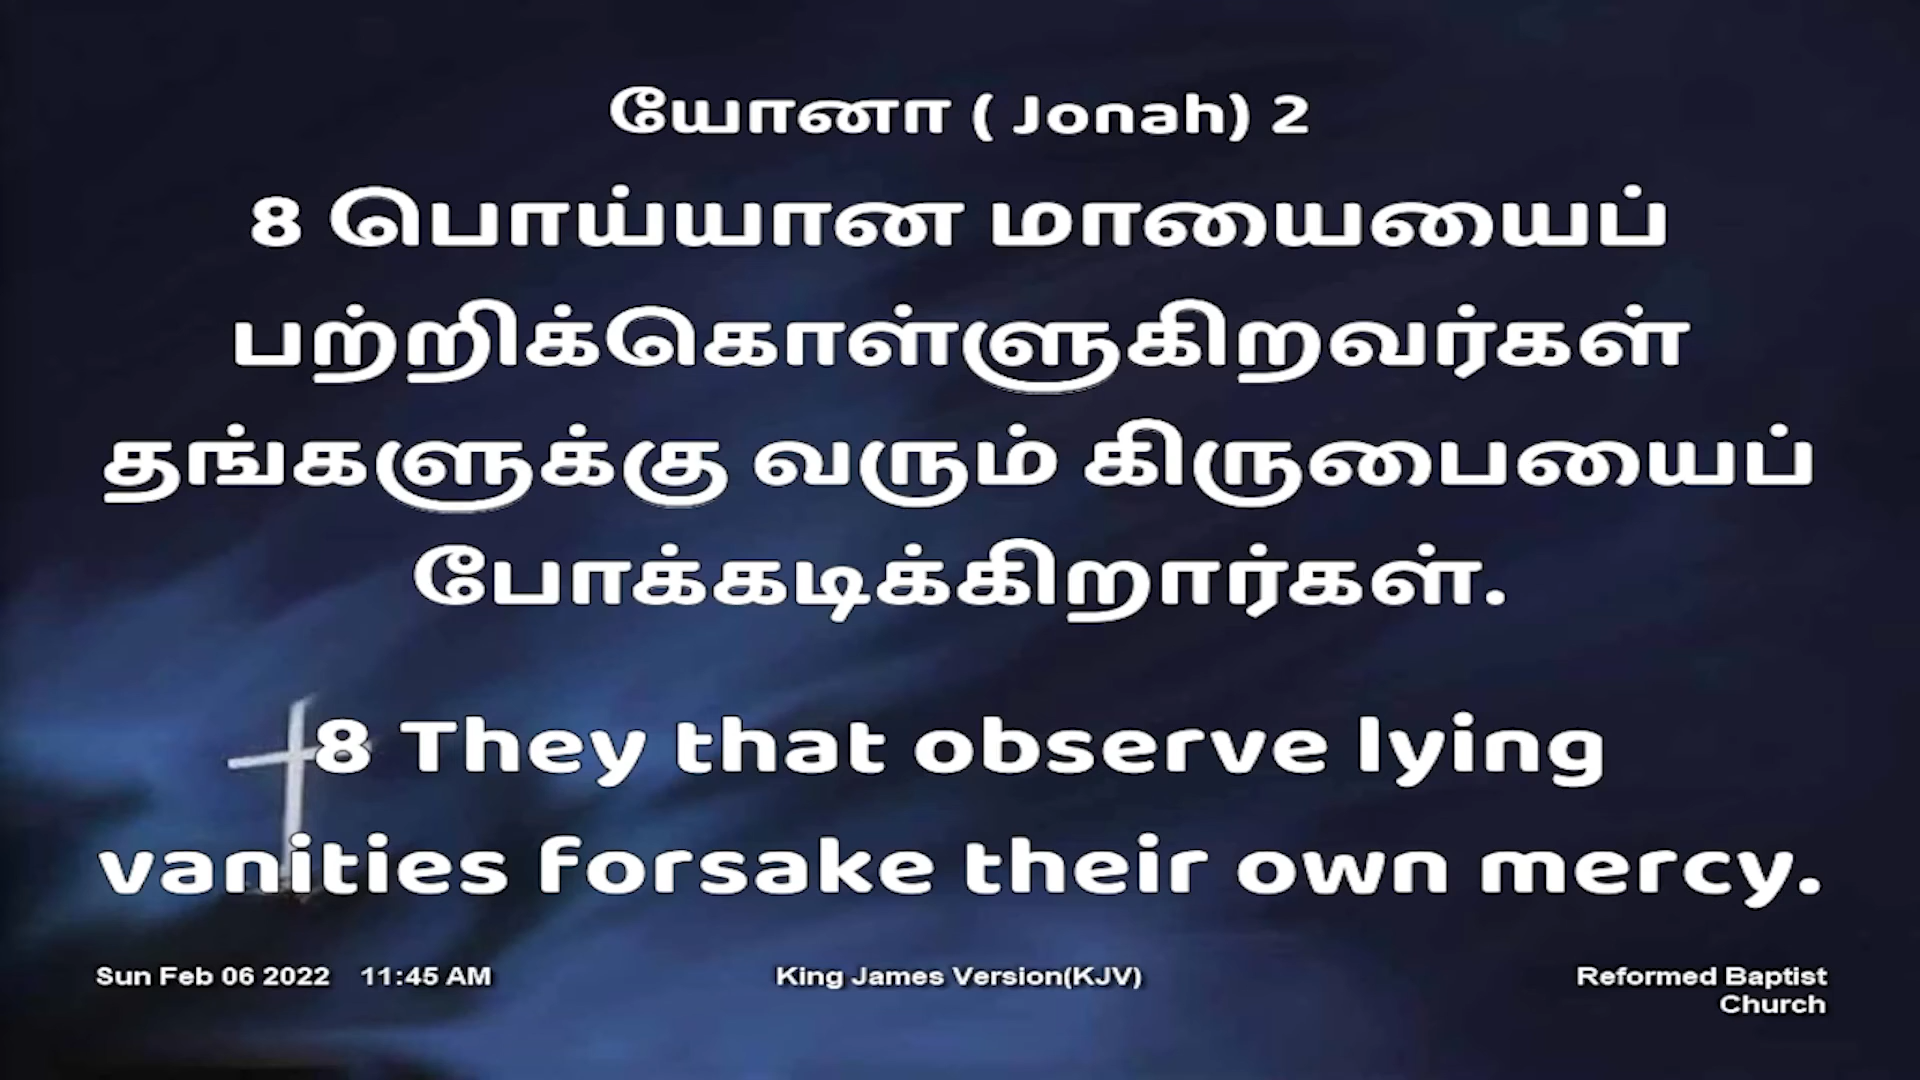 யோனா ( Jonah) 2
8 பொய்யான மாயையைப்
பற்றிக்கொள்ளுகிறவர்கள்
தங்களுக்கு வரும் கிருபையைப்
போக்கடிக்கிறார்கள்.
8 They that observe lying
vanities forsake their own mercy.
Sun Feb 06 2022 11:45 AM
King James Version(KJV)
Reformed Baptist
Church